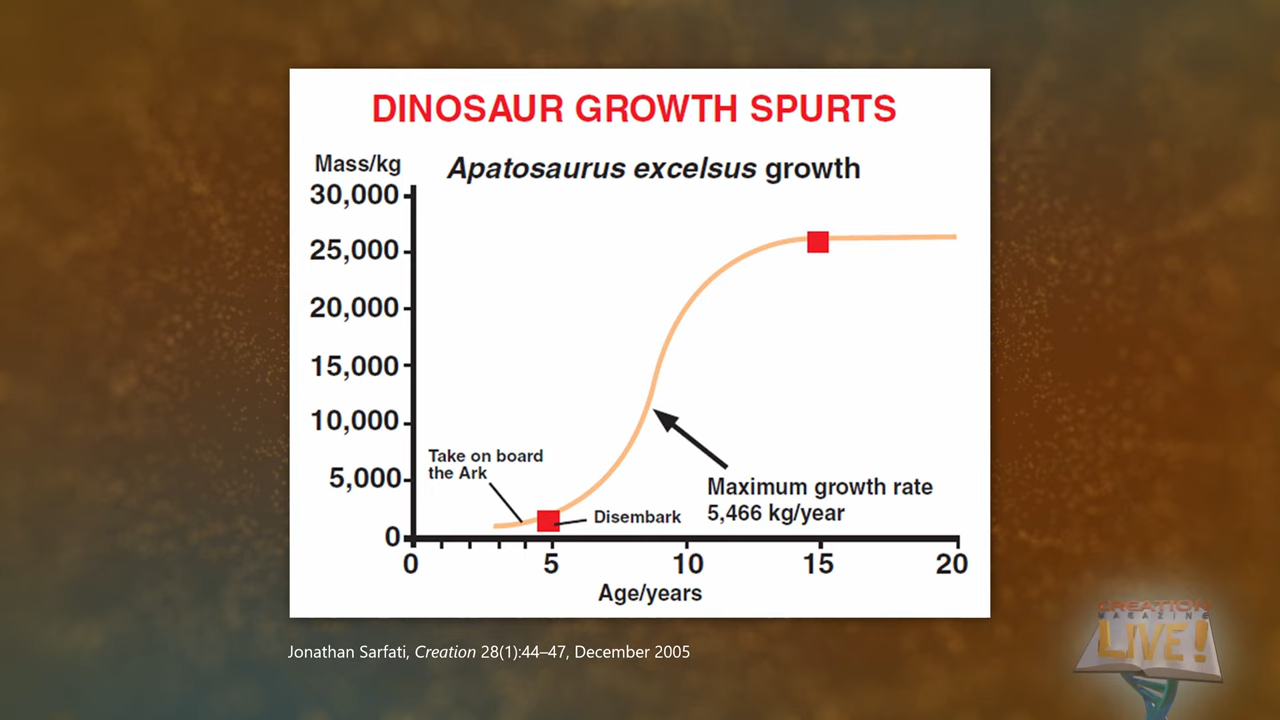 DINOSAUR GROWTH SPURTS
Mass/kg
Apatosaurus excelsus growth
30,000
25,000
20,000
15,000
10,000
5,000
0
Take on board
the Ark
Disembark
Maximum growth rate
5,466 kg/year
0 5 10 15 20
Age/years
Jonathan Sarfati, Creation 28(1):44–47, December 2005
CREATION
MAGAZINE
LIVE!